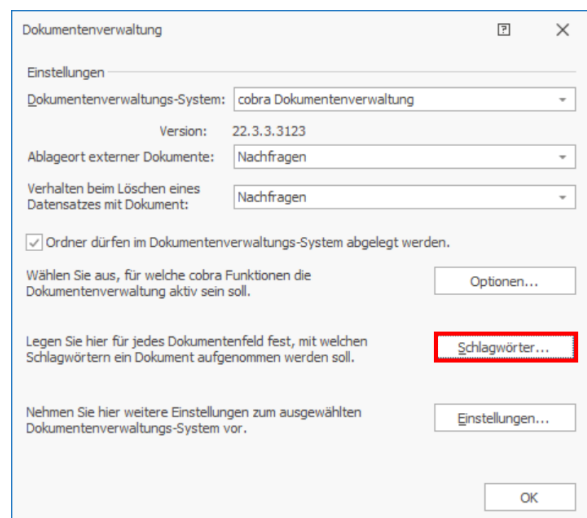 Dokumentenverwaltung
Einstellungen
Dokumentenverwaltungs-System: cobra Dokumentenverwaltung
Version: 22.3.3.3123
Ablageort externer Dokumente: Nachfragen
Verhalten beim Löschen eines
Datensatzes mit Dokument: Nachfragen
Ordner dürfen im Dokumentenverwaltungs-System abgelegt werden.
Wählen Sie aus, für welche cobra Funktionen die
Dokumentenverwaltung aktiv sein soll.
Optionen...
Legen Sie hier für jedes Dokumentenfeld fest, mit welchen
Schlagwörtern ein Dokument aufgenommen werden soll.
Schlagwörter...
Nehmen Sie hier weitere Einstellungen zum ausgewählten
Dokumentenverwaltungs-System vor.
Einstellungen...
OK